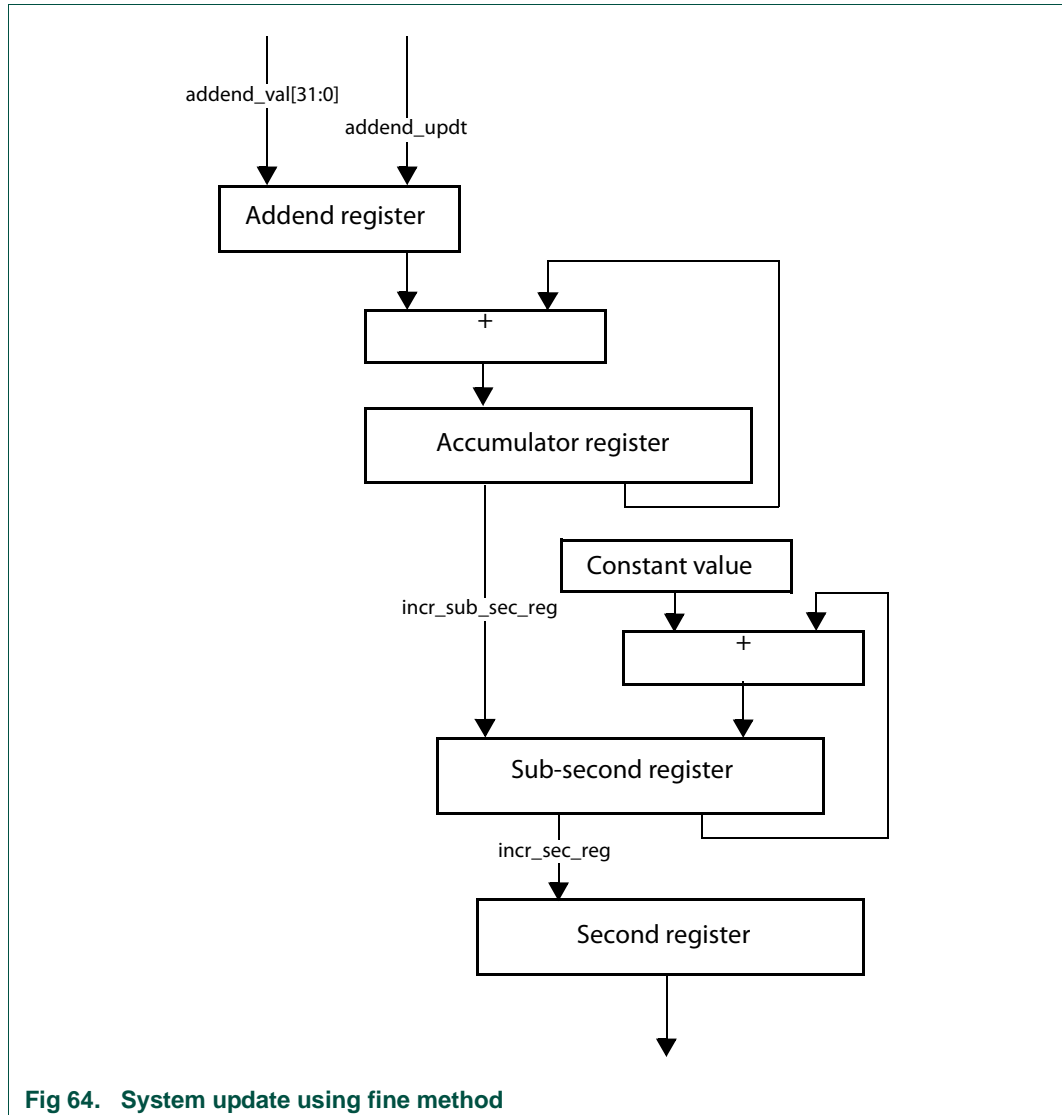 addend_val[31:0]
addend_updt
Addend register
+
Accumulator register
Constant value
incr_sub_sec_reg
+
Sub-second register
incr_sec_reg
Second register
Fig 64. System update using fine method